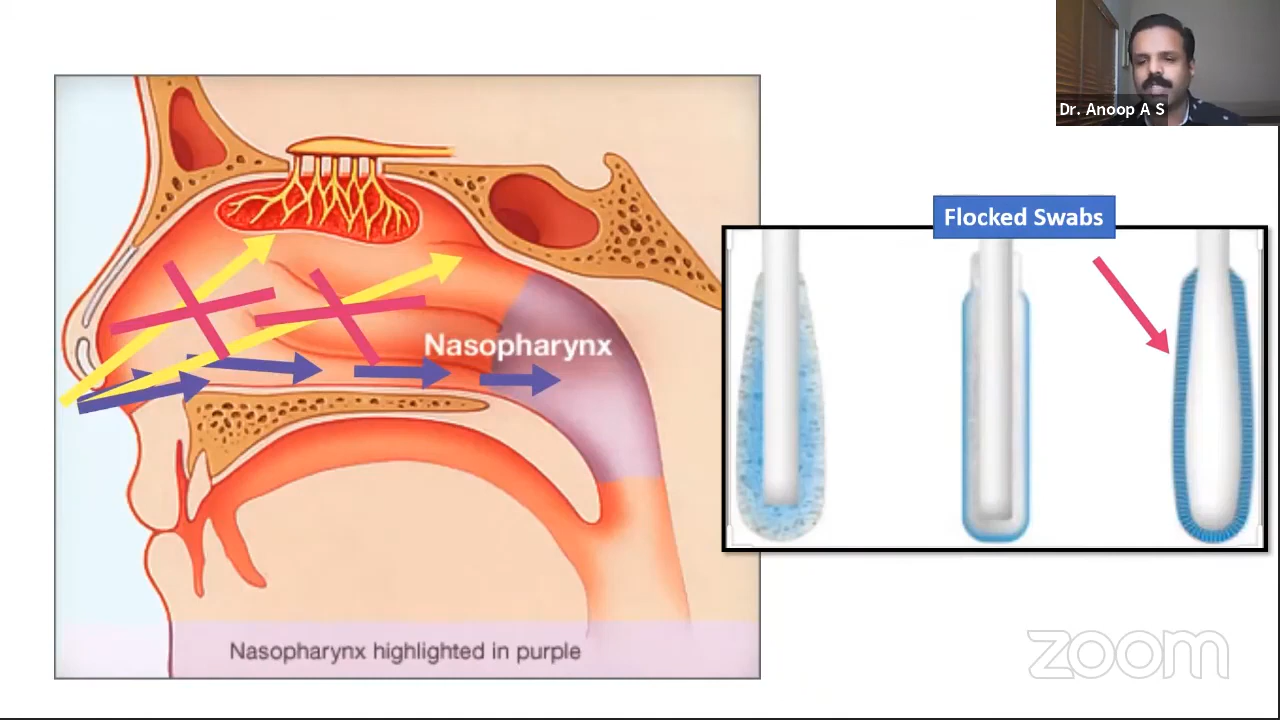 Dr. Anoop A S
Flocked Swabs
Nasopharynx
Nasopharynx highlighted in purple
zoom